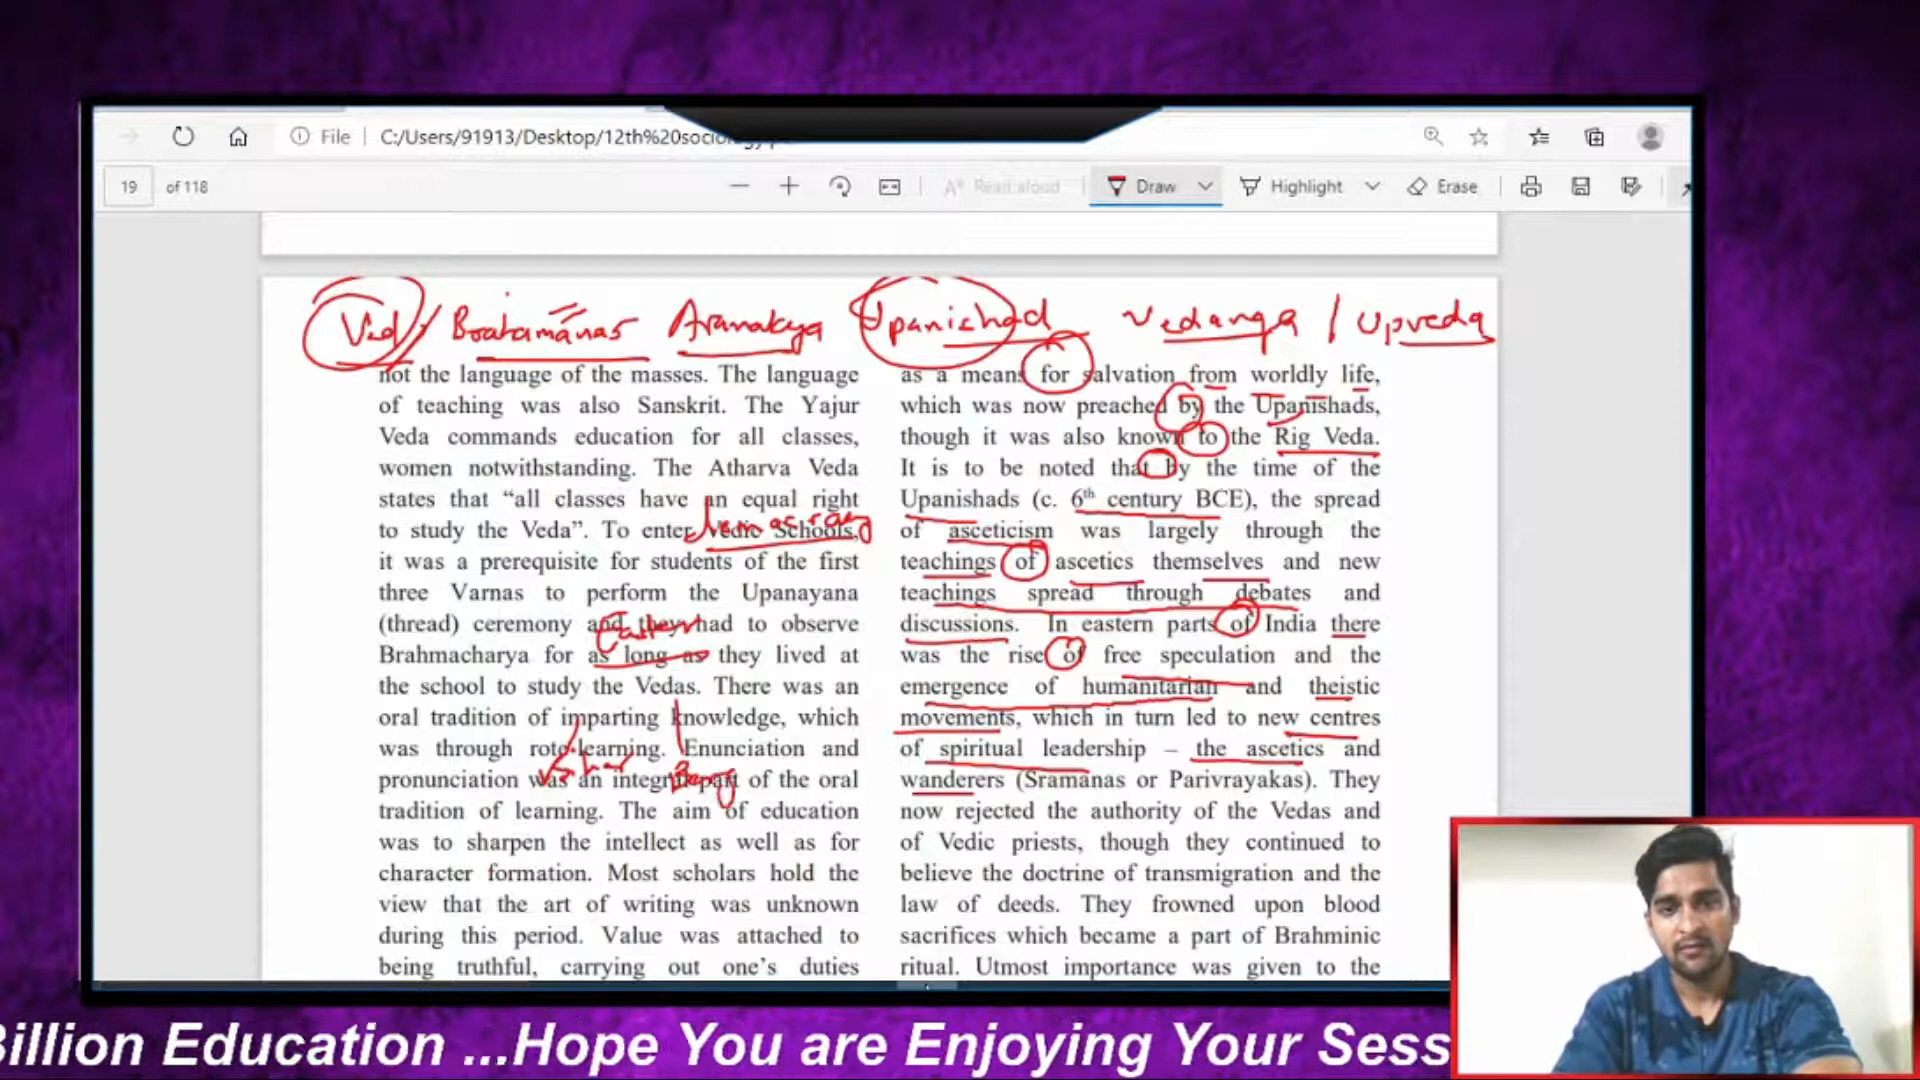 File C:/Users/91913/Desktop/12th%20sociology.p
19 of 118 Read aloud Draw Highlight Erase
Ved / Brahamanas Aranakya Upanishad Vedanga / Upveda
not the language of the masses. The language
of teaching was also Sanskrit. The Yajur
Veda commands education for all classes,
women notwithstanding. The Atharva Veda
states that “all classes have an equal right
to study the Veda”. To enter Vedic Schools,
it was a prerequisite for students of the first
three Varnas to perform the Upanayana
(thread) ceremony and they had to observe
Brahmacharya for as long as they lived at
the school to study the Vedas. There was an
oral tradition of imparting knowledge, which
was through rote-learning. Enunciation and
pronunciation was an integral part of the oral
tradition of learning. The aim of education
was to sharpen the intellect as well as for
character formation. Most scholars hold the
view that the art of writing was unknown
during this period. Value was attached to
being truthful, carrying out one’s duties
Eastern
Bihar
Beng
as a means for salvation from worldly life,
which was now preached by the Upanishads,
though it was also known to the Rig Veda.
It is to be noted that by the time of the
Upanishads (c. 6th century BCE), the spread
of asceticism was largely through the
teachings of ascetics themselves and new
teachings spread through debates and
discussions. In eastern parts of India there
was the rise of free speculation and the
emergence of humanitarian and theistic
movements, which in turn led to new centres
of spiritual leadership – the ascetics and
wanderers (Sramanas or Parivrayakas). They
now rejected the authority of the Vedas and
of Vedic priests, though they continued to
believe the doctrine of transmigration and the
law of deeds. They frowned upon blood
sacrifices which became a part of Brahminic
ritual. Utmost importance was given to the
Billion Education ...Hope You are Enjoying Your Sess